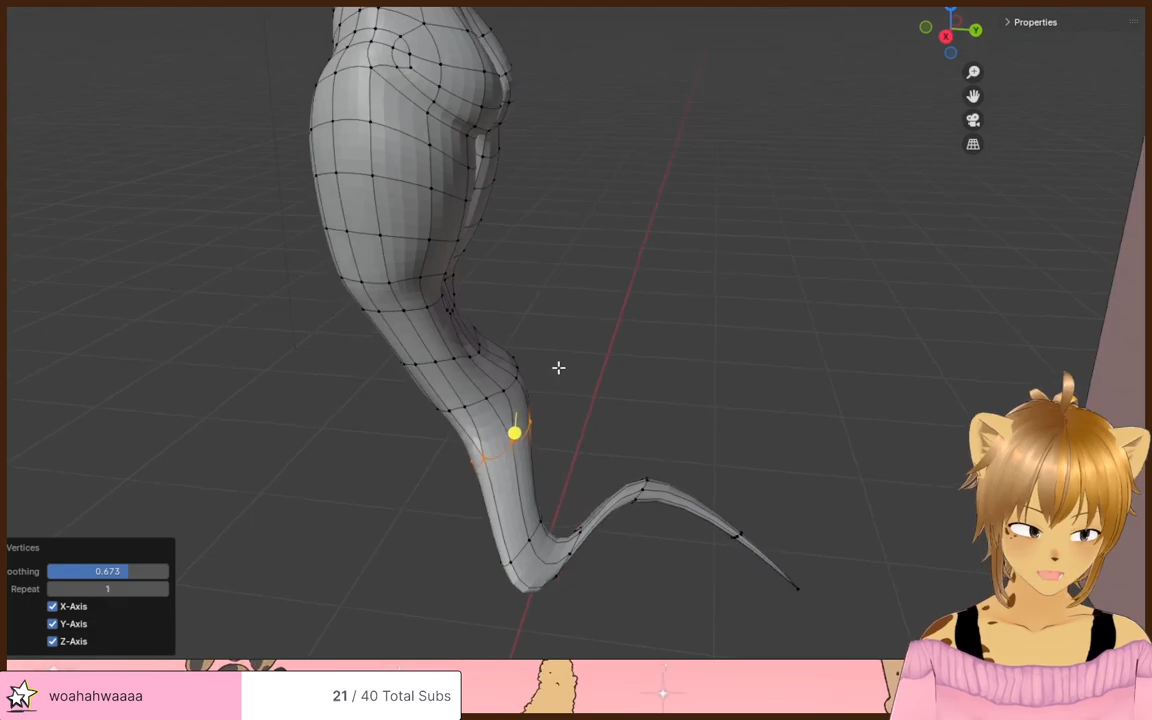 Properties
X
Y
Vertices
oothing 0.673
Repeat 1
X-Axis
Y-Axis
Z-Axis
woahahwaaaa 21 / 40 Total Subs